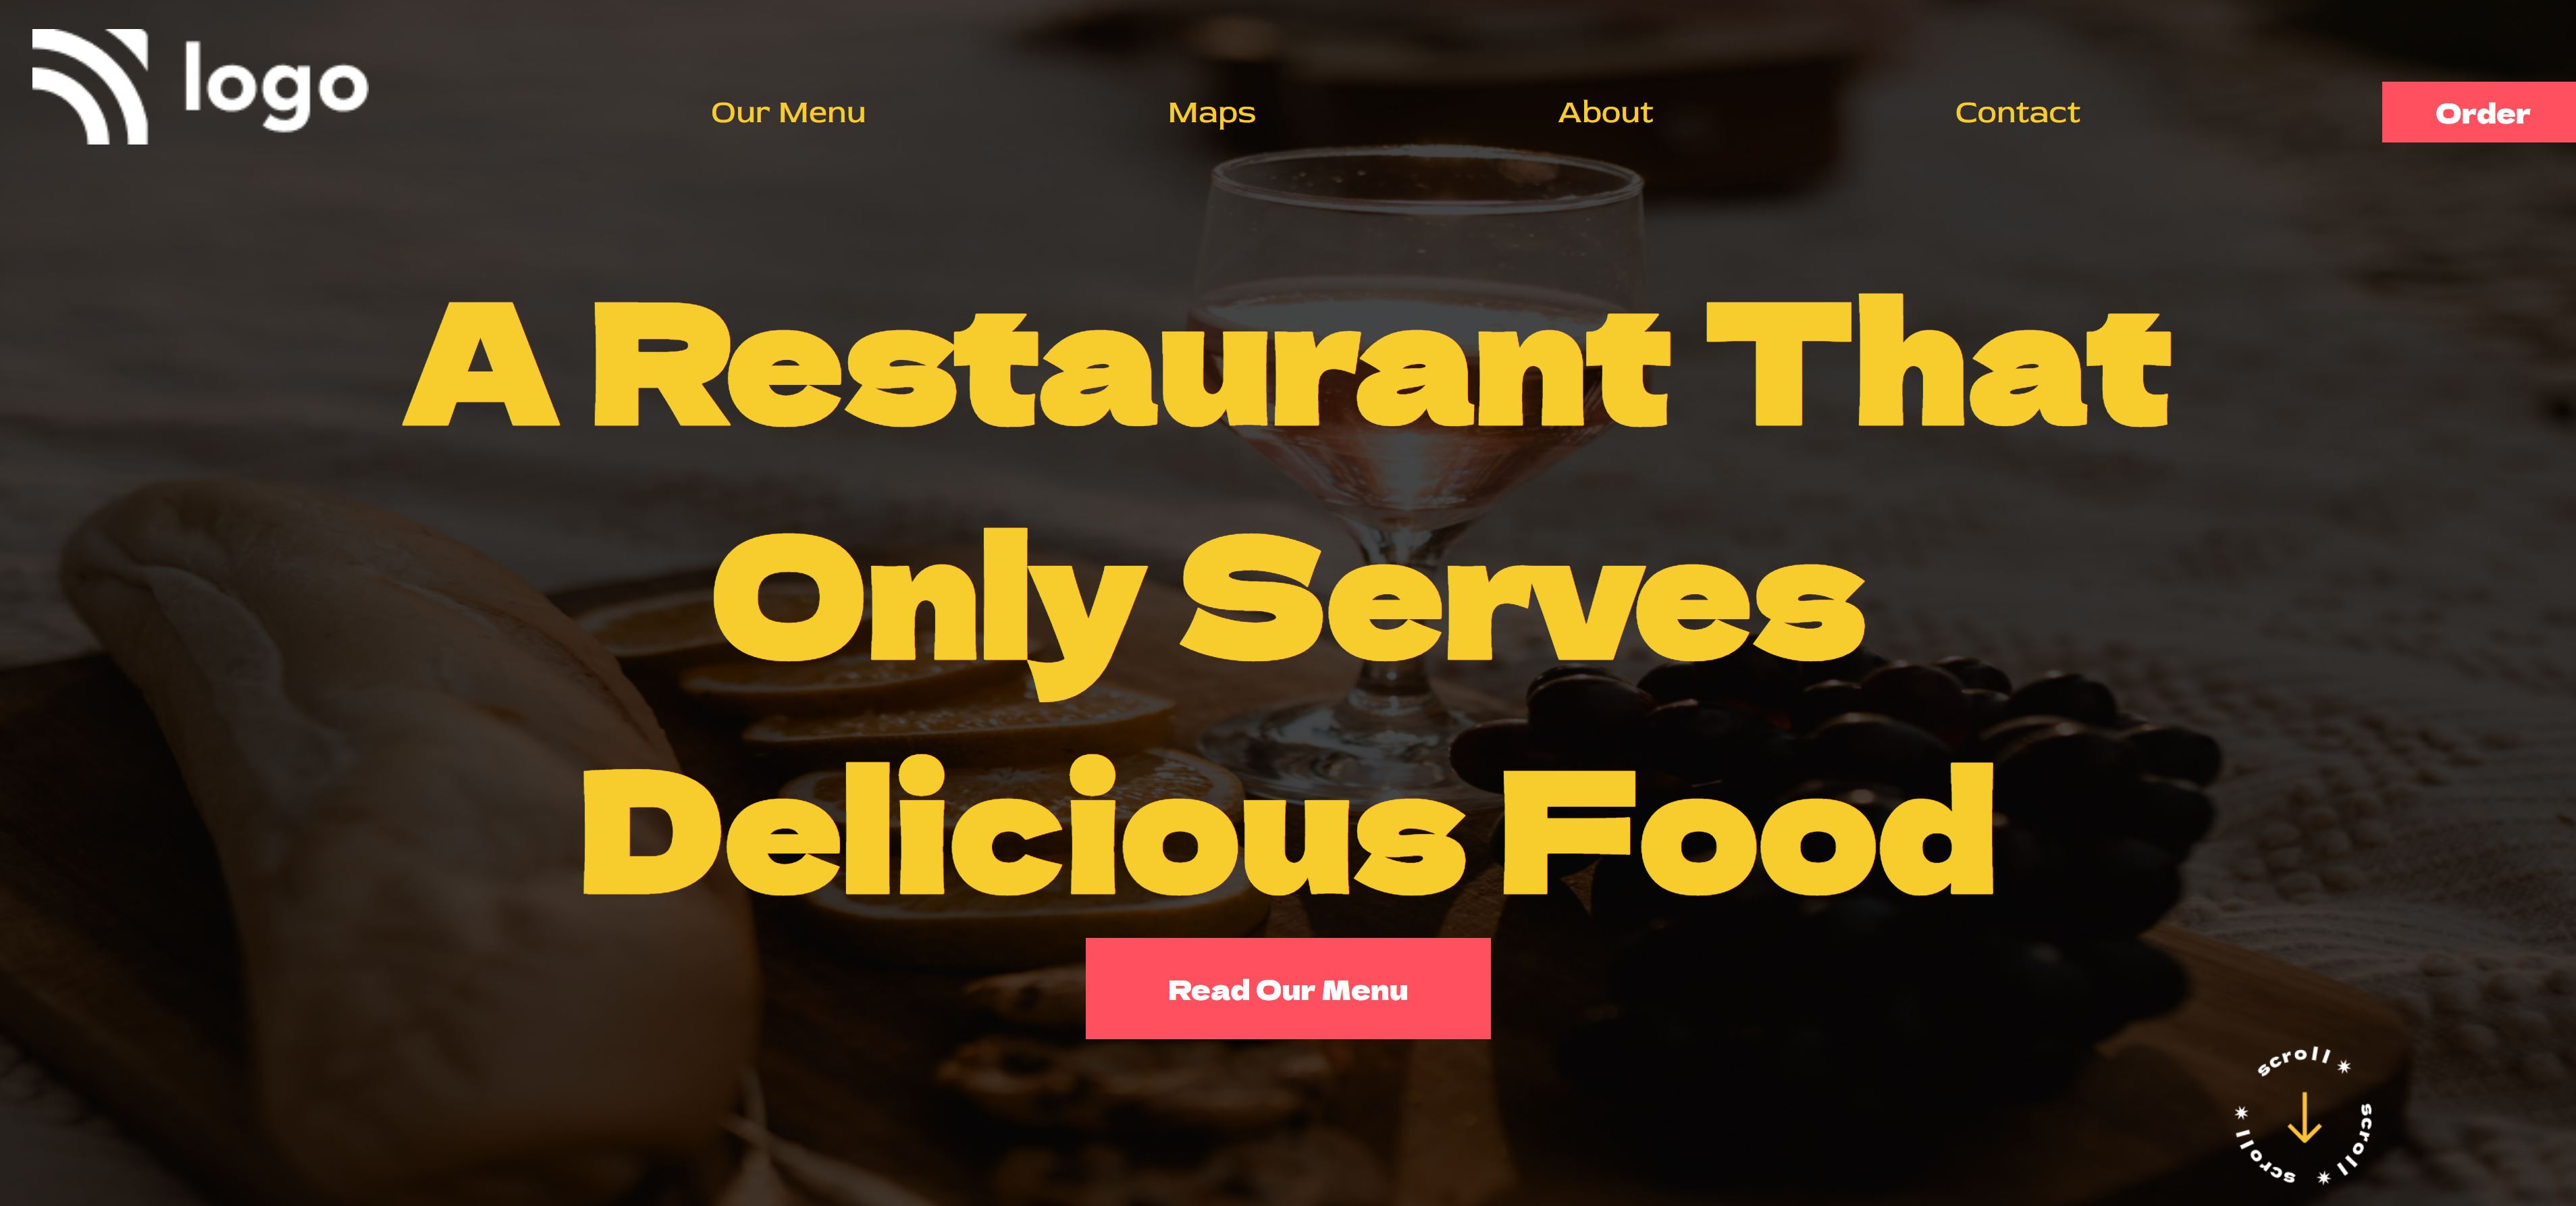 logo
Our Menu
Maps
About
Contact
Order
A Restaurant That
Only Serves
Delicious Food
Read Our Menu
scroll * scroll * scroll *